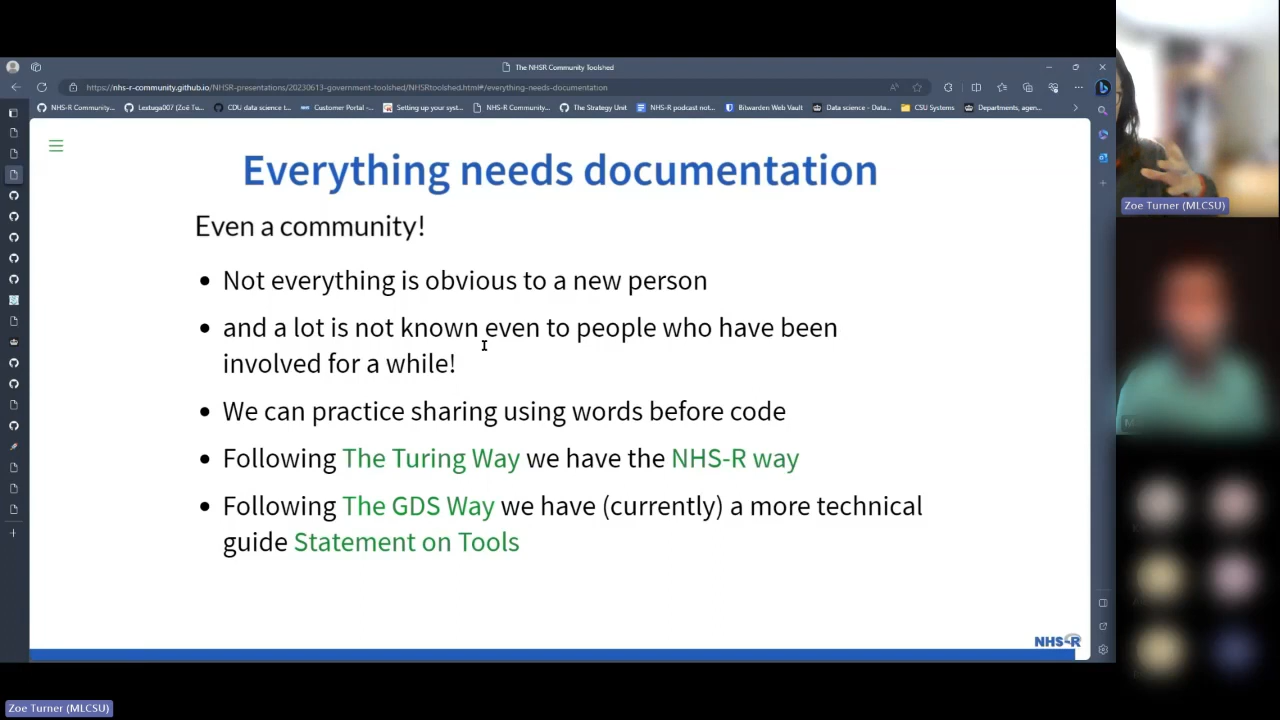 The NHSR Community Toolshed
https://nhs-r-community.github.io/NHSR-presentations/20230613-government-toolshed/NHSRtoolshed.html#/everything-needs-documentation
NHS-R Community...
Lextuga007 (Zoë Tu...
CDU data science t...
Customer Portal -...
Setting up your syst...
NHS-R Community...
The Strategy Unit
NHS-R podcast not...
Bitwarden Web Vault
Data science - Data...
CSU Systems
Departments, agen...
Everything needs documentation
Even a community!
• Not everything is obvious to a new person
• and a lot is not known even to people who have been
involved for a while!
• We can practice sharing using words before code
• Following The Turing Way we have the NHS-R way
• Following The GDS Way we have (currently) a more technical
guide Statement on Tools
NHS-R
Zoe Turner (MLCSU)
Zoe Turner (MLCSU)